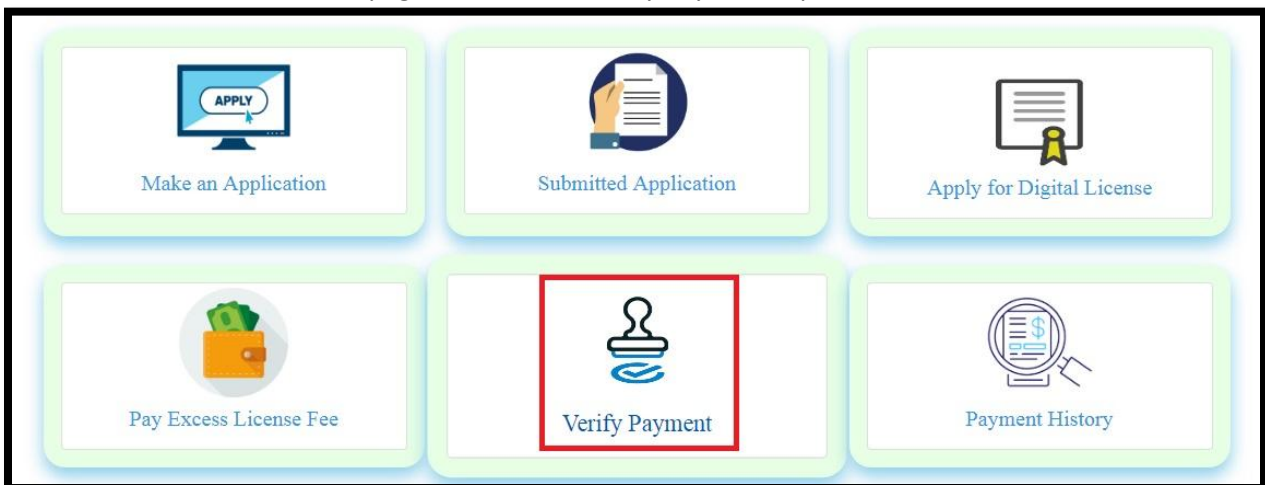 APPLY
Make an Application
Submitted Application
Apply for Digital License
$
Pay Excess License Fee
Verify Payment
Payment History